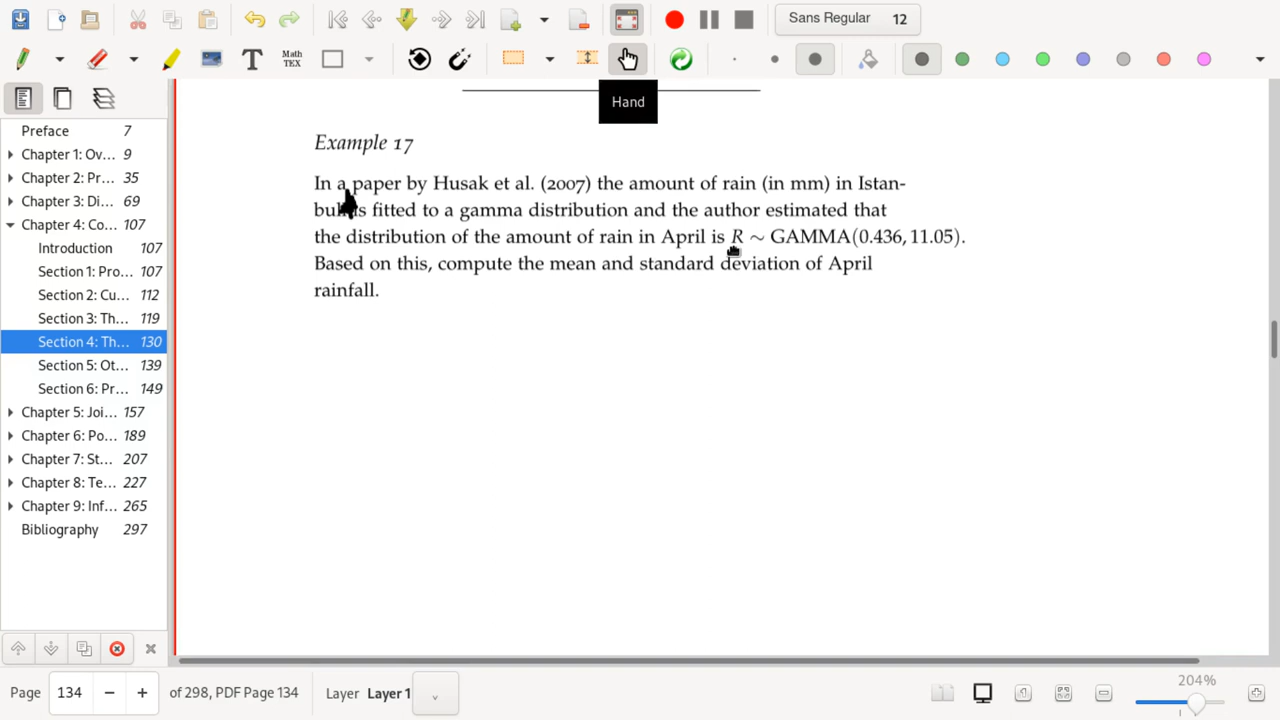 Sans Regular 12
Math
TEX
Hand
Preface 7
Chapter 1: Ov... 9
Chapter 2: Pr... 35
Chapter 3: Di... 69
Chapter 4: Co... 107
Introduction 107
Section 1: Pro... 107
Section 2: Cu... 112
Section 3: Th... 119
Section 4: Th... 130
Section 5: Ot... 139
Section 6: Pr... 149
Chapter 5: Joi... 157
Chapter 6: Po... 189
Chapter 7: St... 207
Chapter 8: Te... 227
Chapter 9: Inf... 265
Bibliography 297
Example 17
In a paper by Husak et al. (2007) the amount of rain (in mm) in Istan-
bul is fitted to a gamma distribution and the author estimated that
the distribution of the amount of rain in April is R ∼ GAMMA(0.436, 11.05).
Based on this, compute the mean and standard deviation of April
rainfall.
Page 134 of 298, PDF Page 134 Layer Layer 1 204%